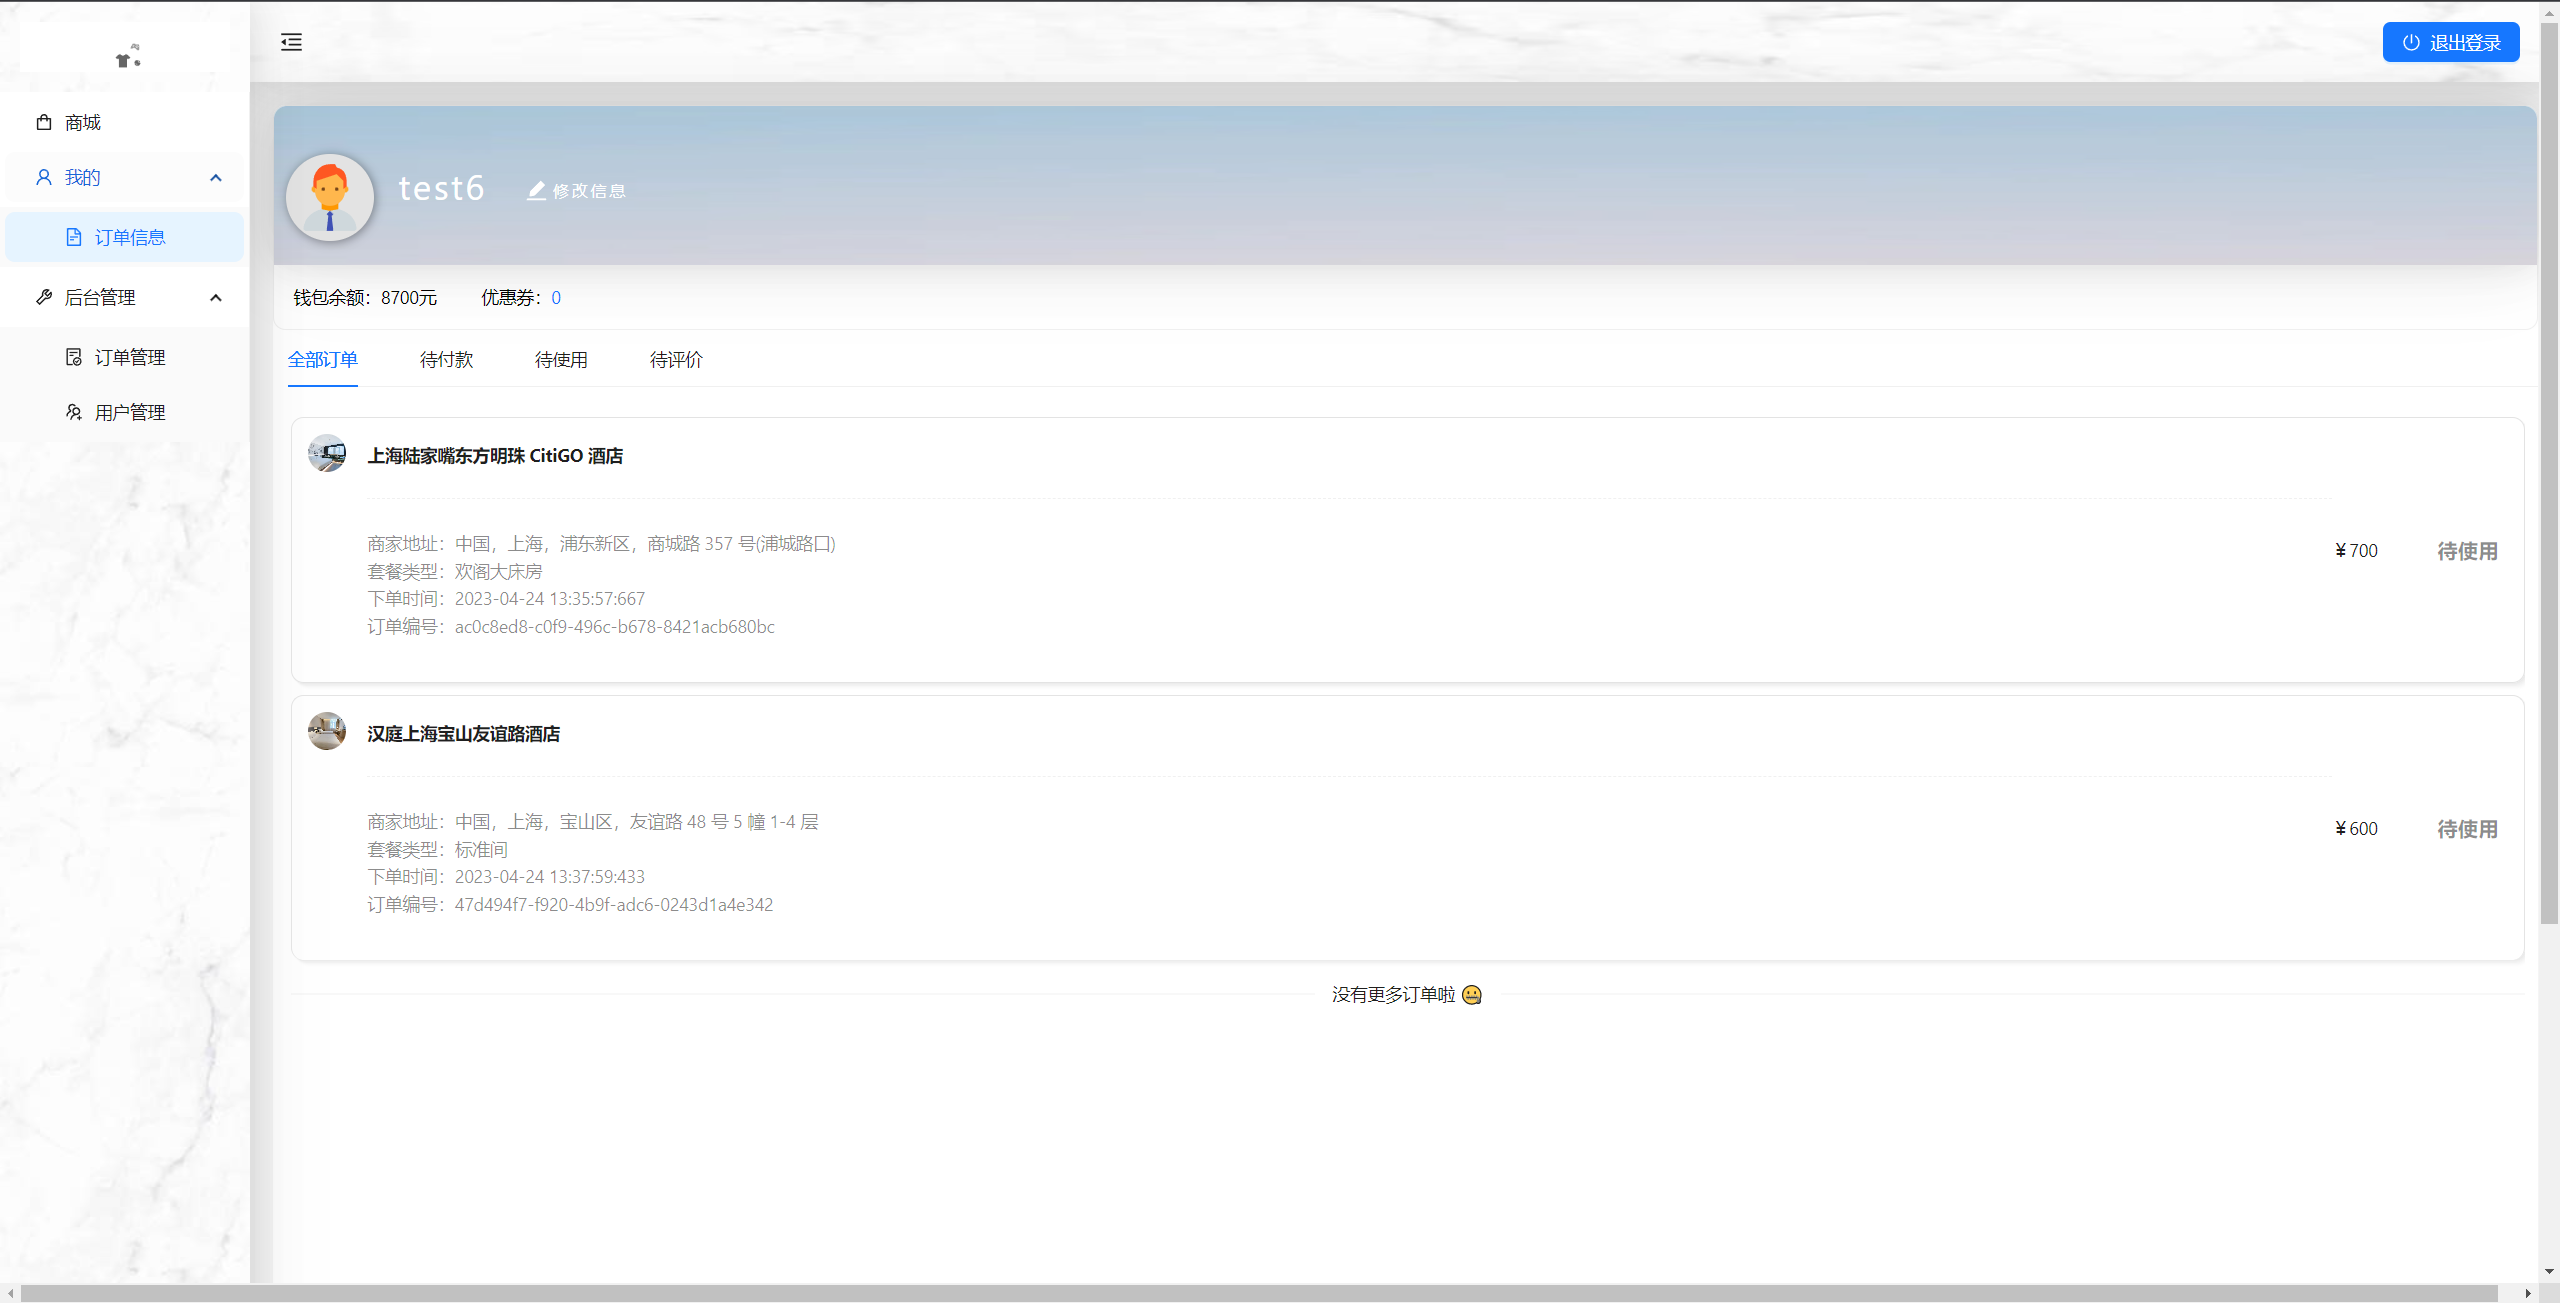 退出登录
商城
我的
订单信息
后台管理
订单管理
用户管理
test6
修改信息
钱包余额：8700元
优惠券：0
全部订单
待付款
待使用
待评价
上海陆家嘴东方明珠 CitiGO 酒店
商家地址：中国，上海，浦东新区，商城路 357 号(浦城路口)
套餐类型：欢阁大床房
下单时间：2023-04-24 13:35:57:667
订单编号：ac0c8ed8-c0f9-496c-b678-8421acb680bc
¥700
待使用
汉庭上海宝山友谊路酒店
商家地址：中国，上海，宝山区，友谊路 48 号 5 幢 1-4 层
套餐类型：标准间
下单时间：2023-04-24 13:37:59:433
订单编号：47d494f7-f920-4b9f-adc6-0243d1a4e342
¥600
待使用
没有更多订单啦 🤐